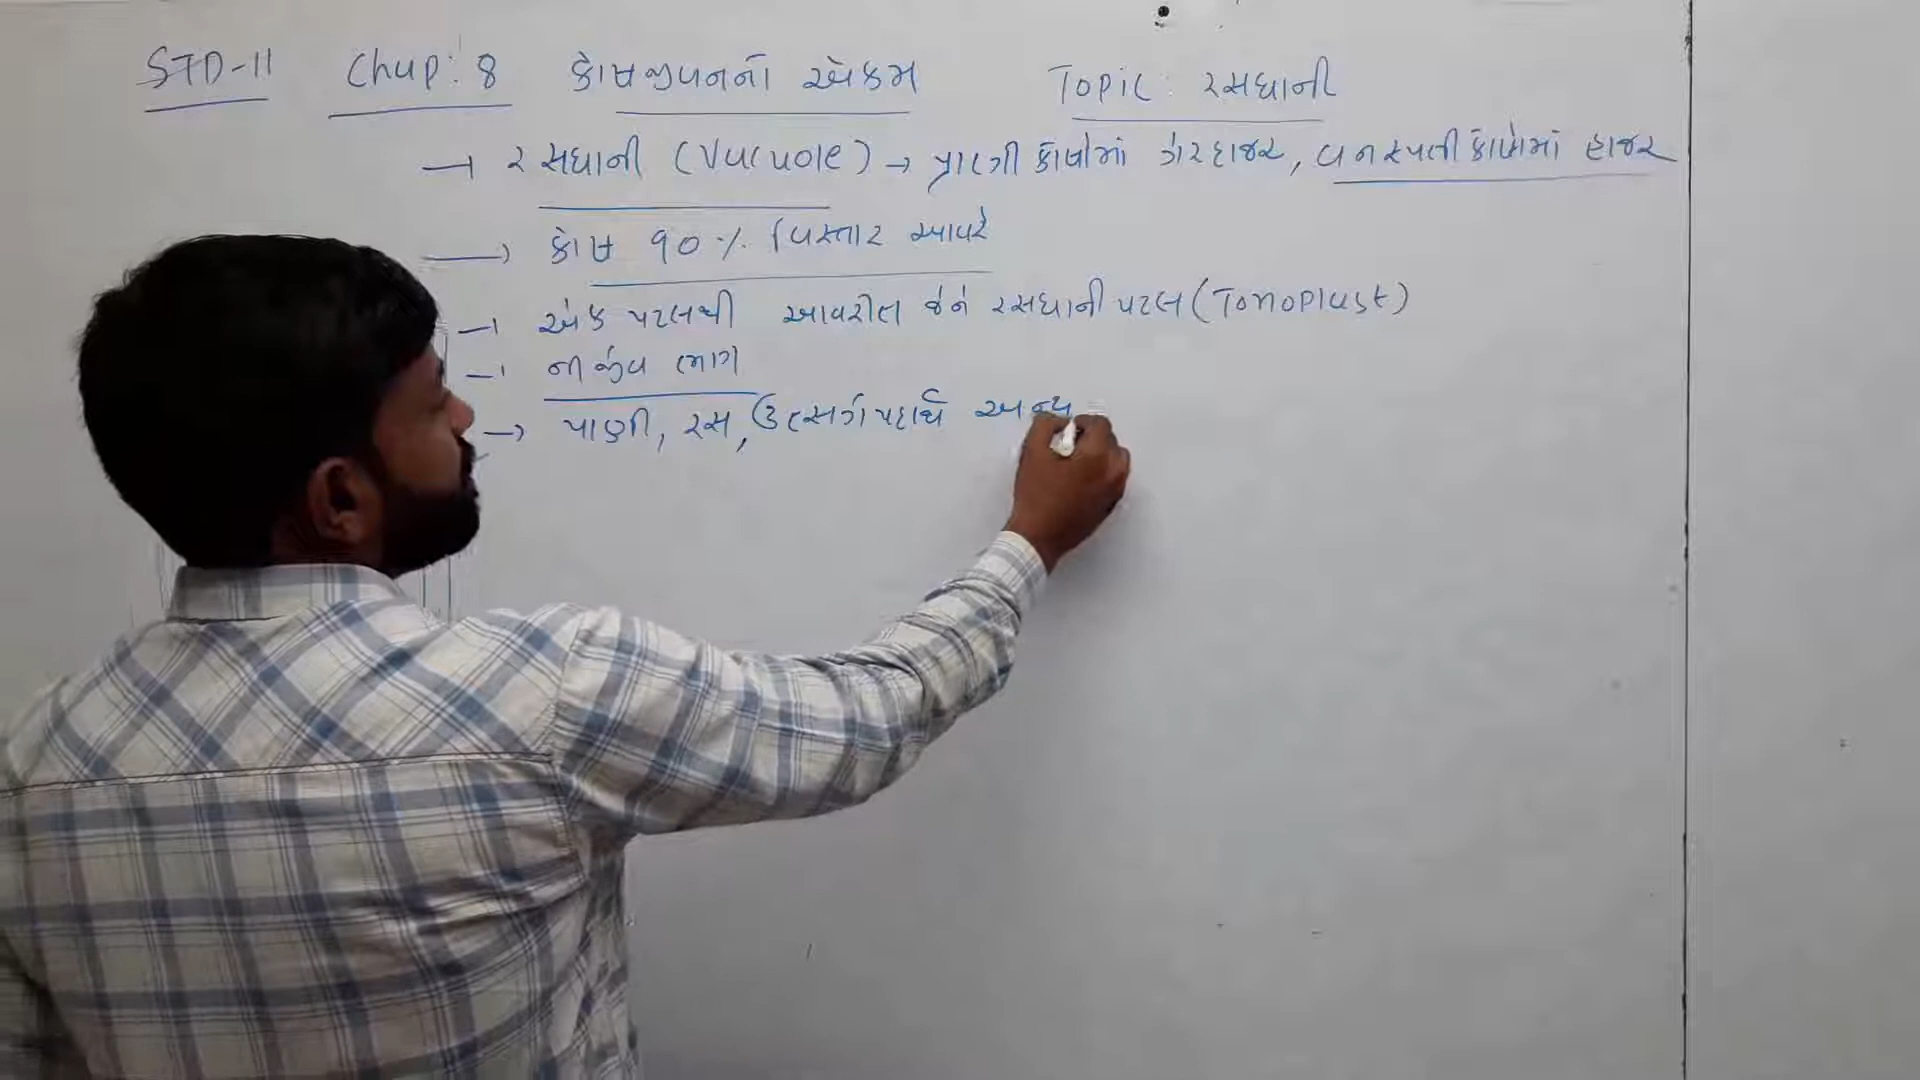 STD-11 Chap: 8 કોષજીવનનો એકમ Topic: રસધાની
→ રસધાની (Vacuole) → પ્રાણી કોષોમાં ગેરહાજર, વનસ્પતી કોષોમાં હાજર
→ કોષ 90% વિસ્તાર આવરે
→ એક પટલથી આવરીત જેને રસધાની પટલ (Tonoplast)
→ નીર્જીવ ભાગ
→ પાણી, રસ, ઉત્સર્ગ પદાર્થ અન્ય